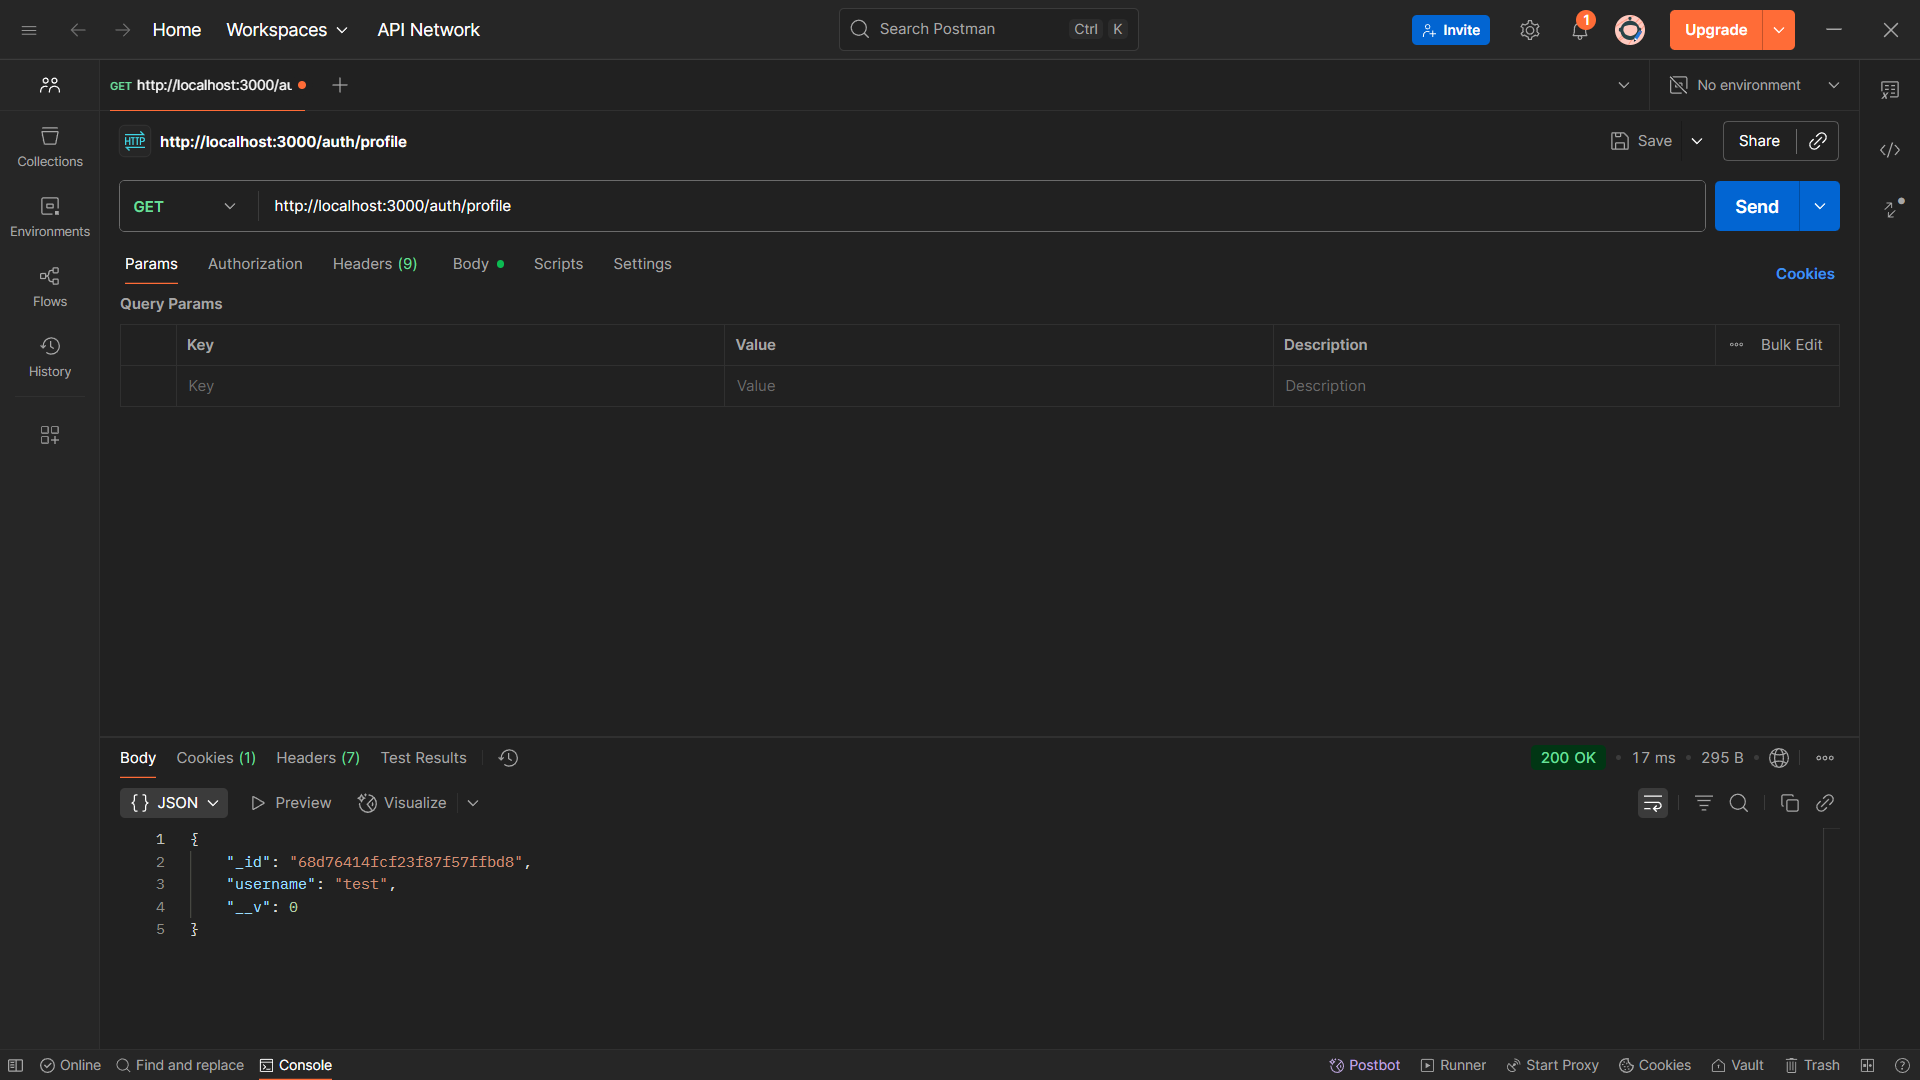 Home Workspaces API Network Search Postman Ctrl K Invite 1 Upgrade
GET http://localhost:3000/au No environment
HTTP http://localhost:3000/auth/profile Save Share
Collections
Environments
Flows
History
GET http://localhost:3000/auth/profile Send
Params Authorization Headers (9) Body Scripts Settings Cookies
Query Params
Key Value Description Bulk Edit
Key Value Description
Body Cookies (1) Headers (7) Test Results 200 OK 17 ms 295 B
{} JSON Preview Visualize
1 {
2 "_id": "68d76414fcf23f87f57ffbd8",
3 "username": "test",
4 "__v": 0
5 }
Online Find and replace Console Postbot Runner Start Proxy Cookies Vault Trash